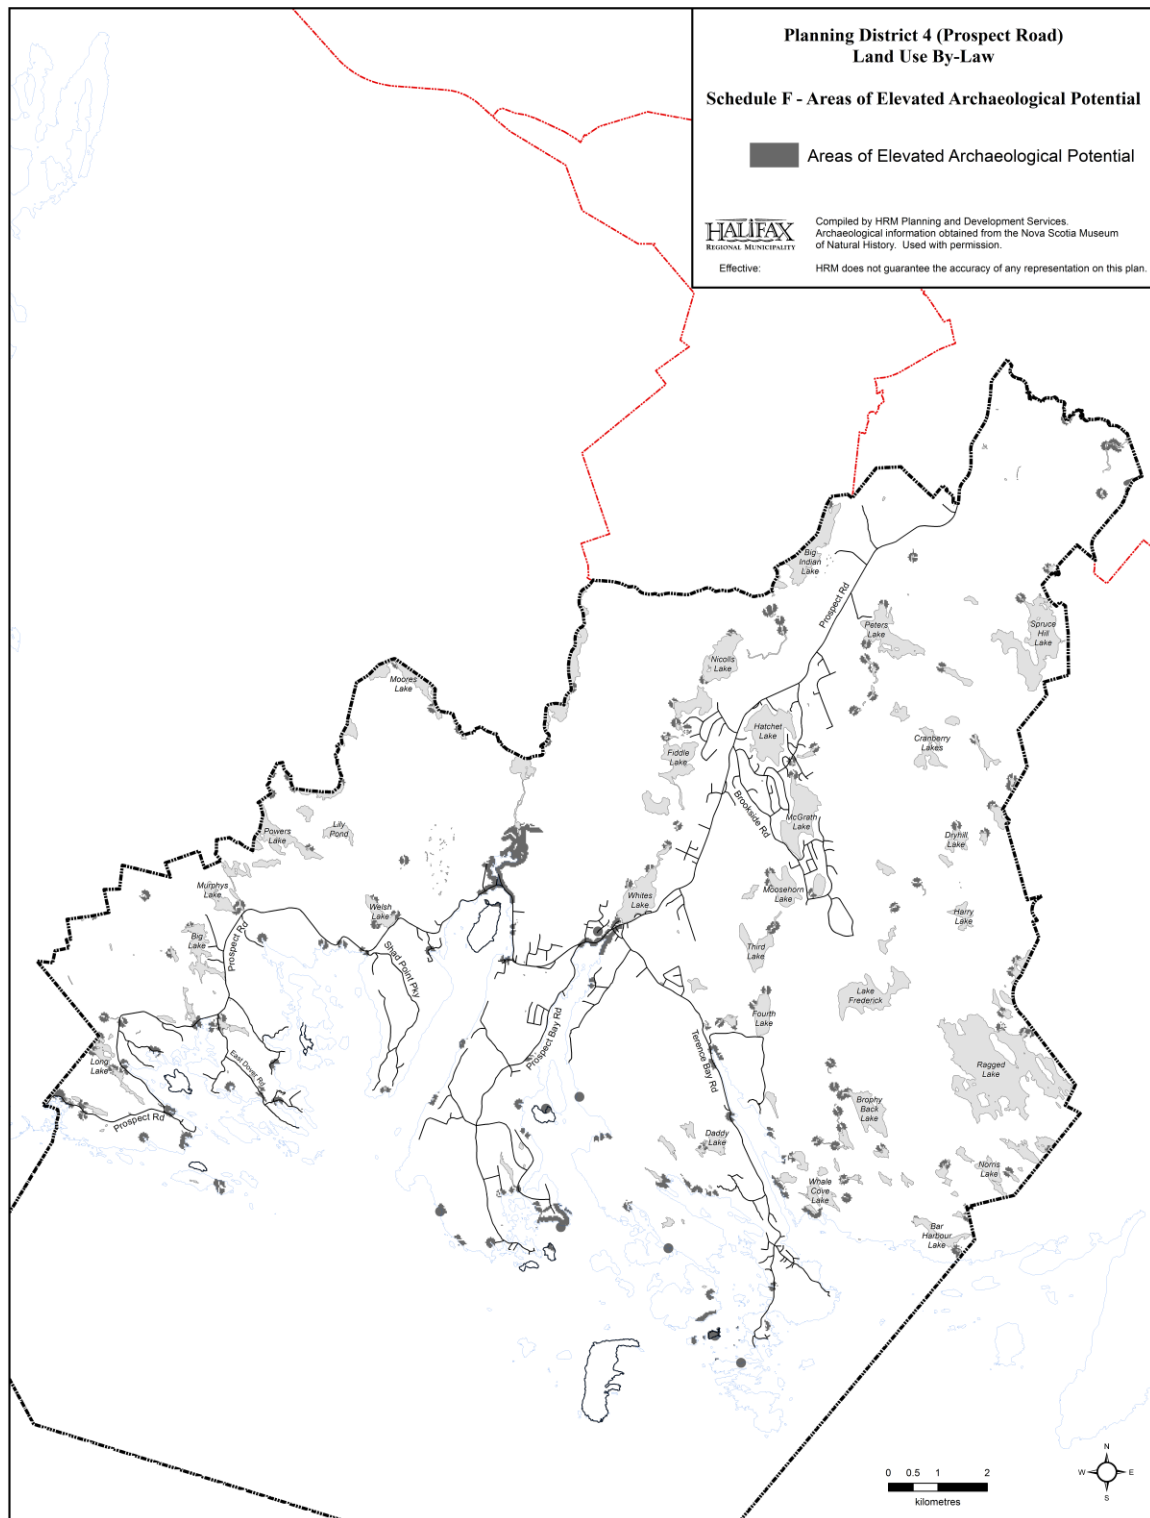 Planning District 4 (Prospect Road)
Land Use By-Law
Schedule F - Areas of Elevated Archaeological Potential
Areas of Elevated Archaeological Potential
HALIFAX
REGIONAL MUNICIPALITY
Compiled by HRM Planning and Development Services.
Archaeological information obtained from the Nova Scotia Museum
of Natural History. Used with permission.
Effective:
HRM does not guarantee the accuracy of any representation on this plan.
Big
Indian
Lake
Prospect Rd
Peters
Lake
Spruce
Hill
Lake
Nicolls
Lake
Moores
Lake
Hatchet
Lake
Fiddle
Lake
Cranberry
Lakes
Brookside Rd
McGrath
Lake
Powers
Lake
Lily
Pond
Dryhill
Lake
Murphys
Lake
Welsh
Lake
Whites
Lake
Moosehorn
Lake
Harry
Lake
Big
Lake
Prospect Rd
Shad Point Pky
Third
Lake
Lake
Frederick
Fourth
Lake
Prospect Bay Rd
Terence Bay Rd
Long
Lake
East Dover Rd
Ragged
Lake
Prospect Rd
Brophy
Back
Lake
Daddy
Lake
Norris
Lake
Whale
Cove
Lake
Bar
Harbour
Lake
N
W
E
S
0 0.5 1 2
kilometres